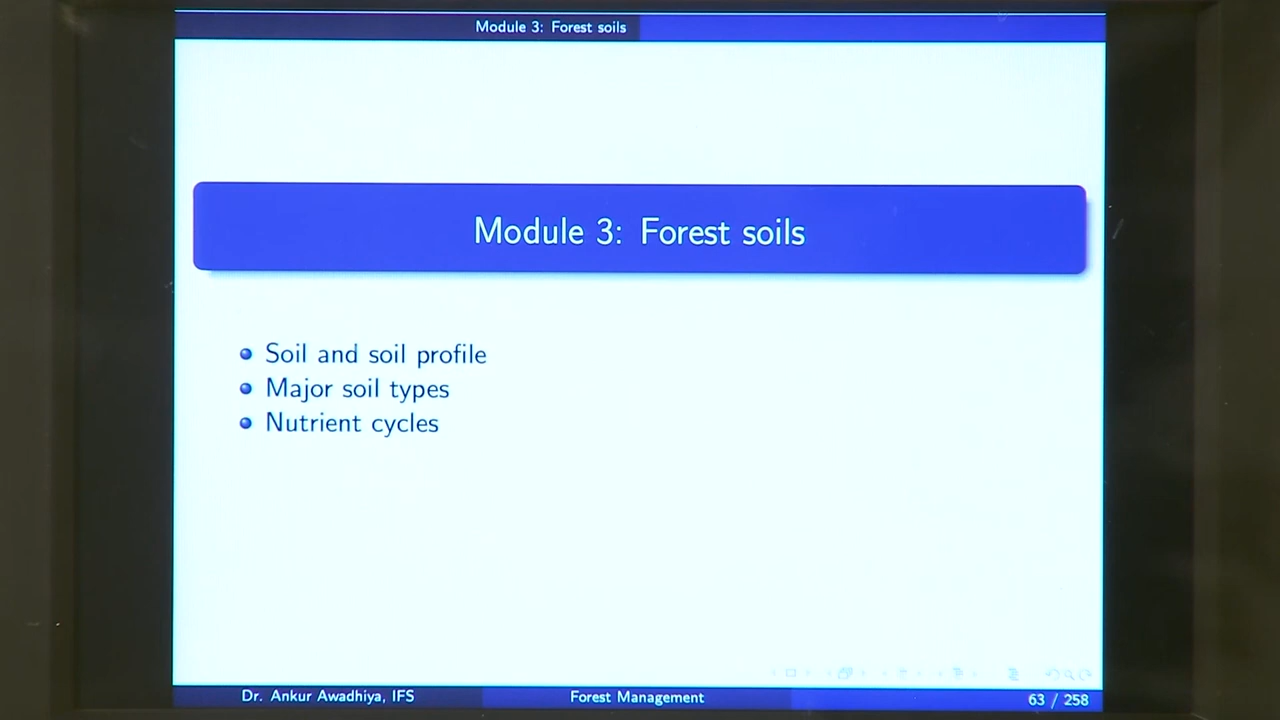 Module 3: Forest soils
Module 3: Forest soils
Soil and soil profile
Major soil types
Nutrient cycles
Dr. Ankur Awadhiya, IFS Forest Management 63 / 258